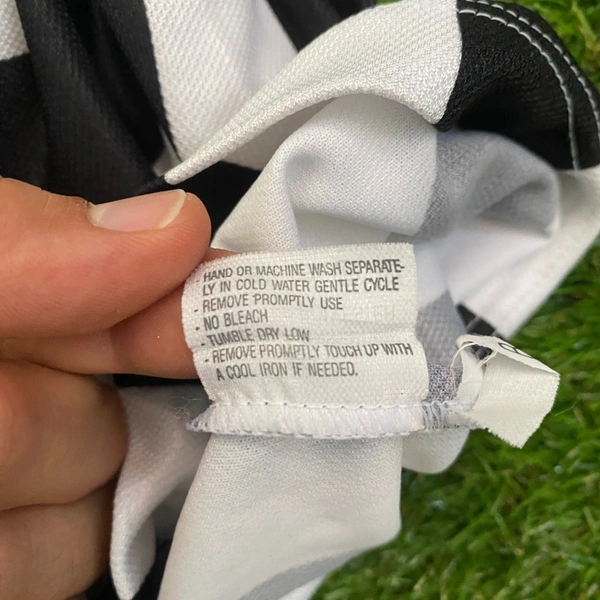 HAND OR MACHINE WASH SEPARATE-
LY IN COLD WATER GENTLE CYCLE
- REMOVE PROMPTLY USE
- NO BLEACH
- TUMBLE DRY LOW
- REMOVE PROMPTLY TOUCH UP WITH
A COOL IRON IF NEEDED.